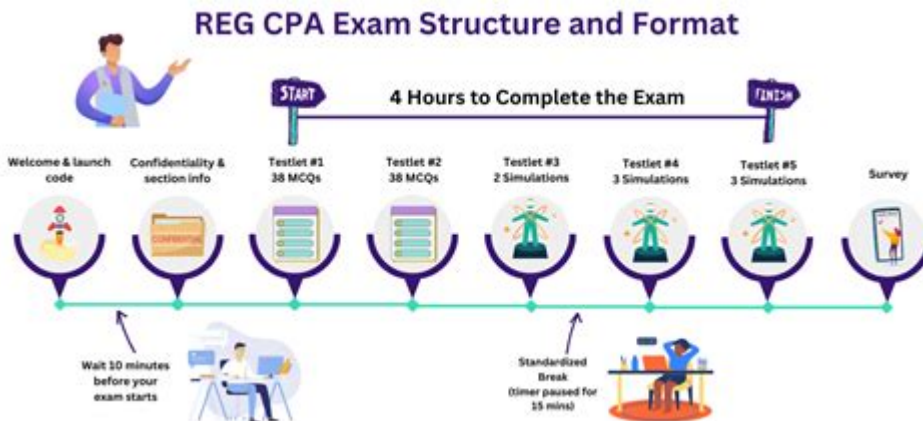 REG CPA Exam Structure and Format
START
4 Hours to Complete the Exam
FINISH
Welcome & launch
code
Confidentiality &
section info
Testlet #1
38 MCQs
Testlet #2
38 MCQs
Testlet #3
2 Simulations
Testlet #4
3 Simulations
Testlet #5
3 Simulations
Survey
CONFIDENTIAL
Wait 10 minutes
before your
exam starts
Standardized
Break
(timer paused for
15 mins)